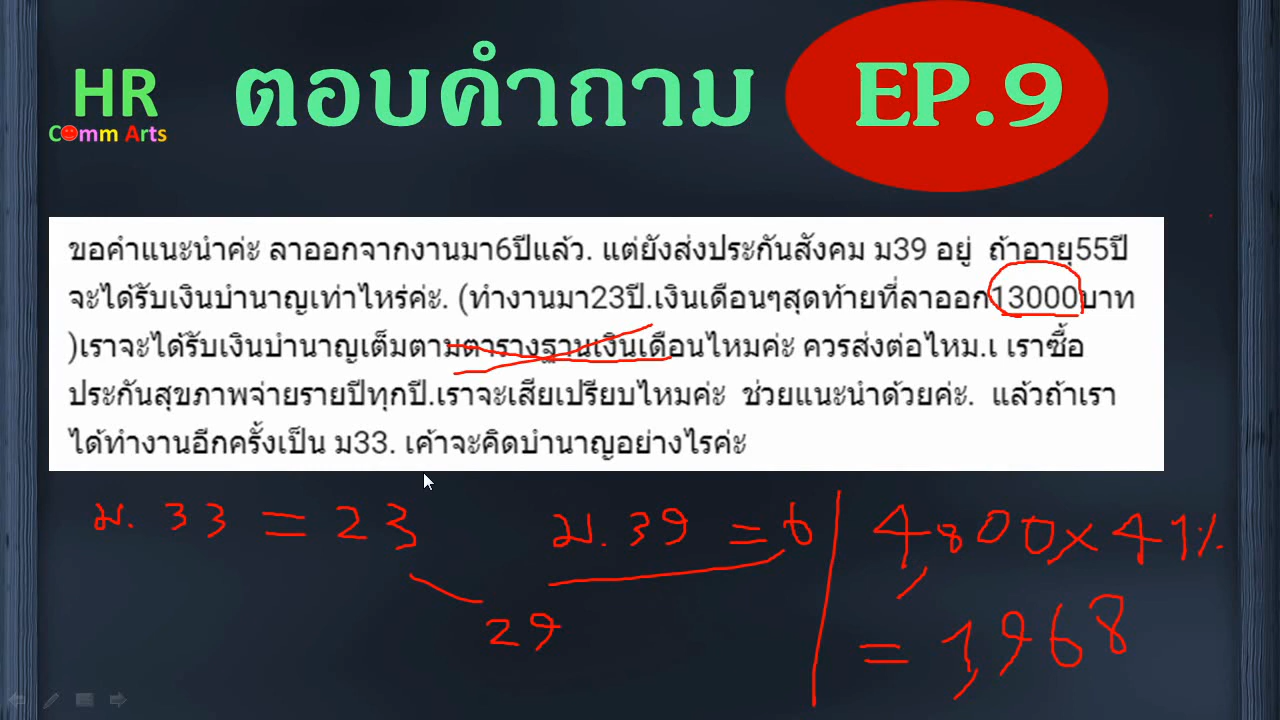 HR
Comm Arts
ตอบคำถาม
EP.9
ขอคำแนะนำค่ะ ลาออกจากงานมา6ปีแล้ว. แต่ยังส่งประกันสังคม ม39 อยู่ ถ้าอายุ55ปี
จะได้รับเงินบำนาญเท่าไหร่ค่ะ. (ทำงานมา23ปี.เงินเดือนๆสุดท้ายที่ลาออก13000บาท
)เราจะได้รับเงินบำนาญเต็มตามตารางฐานเงินเดือนไหมค่ะ ควรส่งต่อไหม.เ เราซื้อ
ประกันสุขภาพจ่ายรายปีทุกปี.เราจะเสียเปรียบไหมค่ะ ช่วยแนะนำด้วยค่ะ. แล้วถ้าเรา
ได้ทำงานอีกครั้งเป็น ม33. เค้าจะคิดบำนาญอย่างไรค่ะ
ม. 33 = 23
ม. 39 = 6
4,800x41%
29
= 1,968